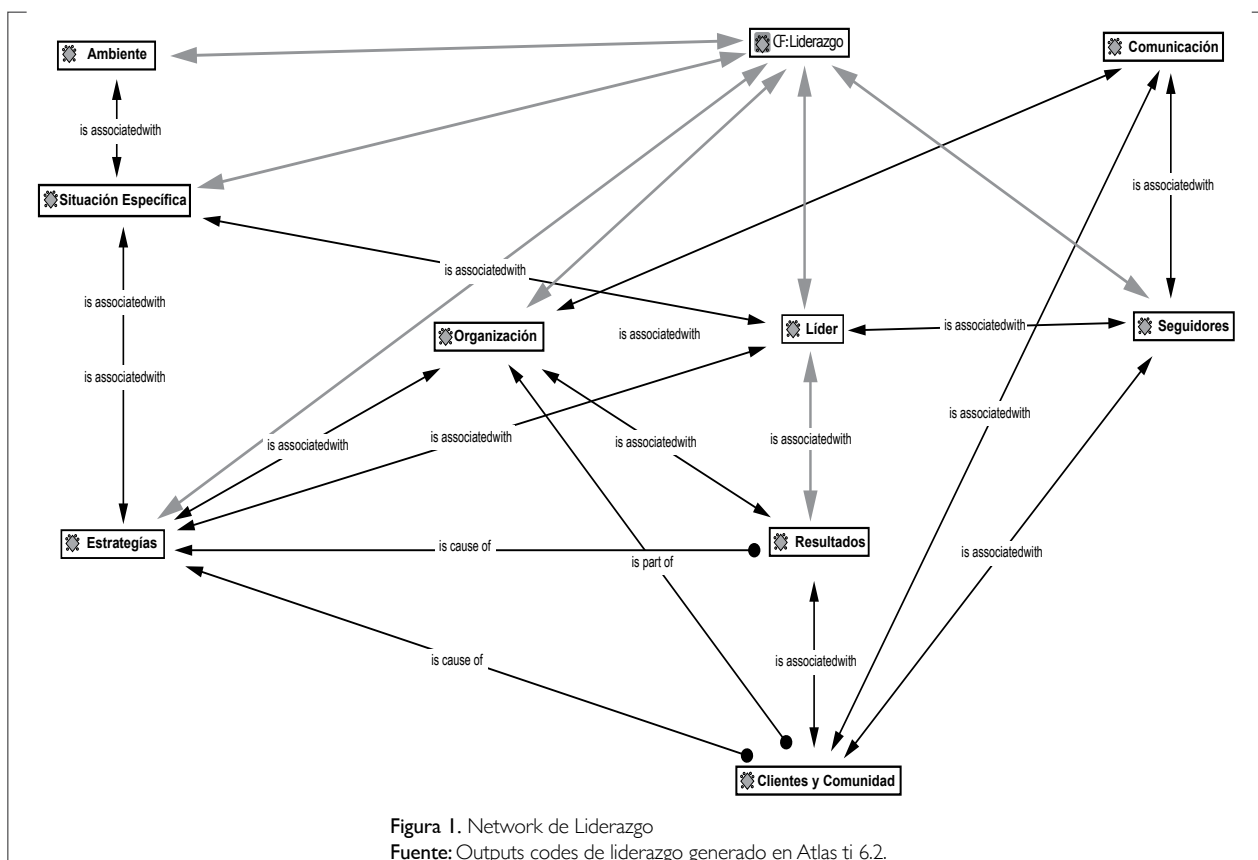 Ambiente
CF:Liderazgo
Comunicación
is associatedwith
Situación Específica
is associatedwith
is associatedwith
is associatedwith
is associatedwith
Organización
is associatedwith
Líder
is associatedwith
Seguidores
is associatedwith
is associatedwith
is associatedwith
is associatedwith
is associatedwith
is associatedwith
Estrategías
is cause of
Resultados
is part of
is associatedwith
is cause of
is associatedwith
Clientes y Comunidad
Figura 1. Network de Liderazgo
Fuente: Outputs codes de liderazgo generado en Atlas ti 6.2.